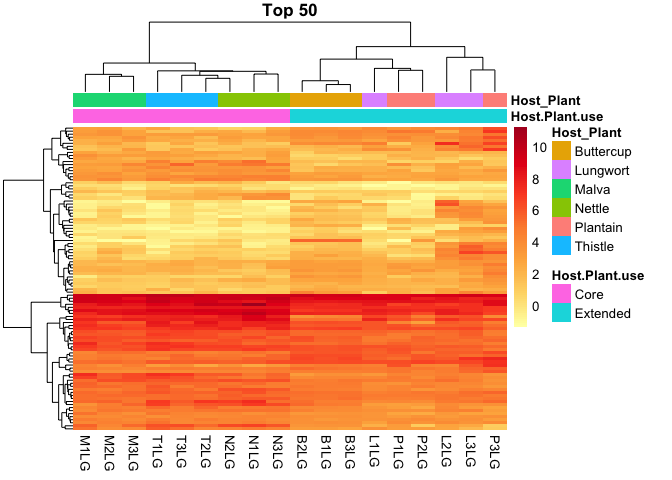 Top 50
Host_Plant
Host.Plant.use
10
8
6
4
2
0
Host_Plant
Buttercup
Lungwort
Malva
Nettle
Plantain
Thistle
Host.Plant.use
Core
Extended
M1LG
M2LG
M3LG
T1LG
T3LG
T2LG
N2LG
N1LG
N3LG
B2LG
B1LG
B3LG
L1LG
P1LG
P2LG
L2LG
L3LG
P3LG